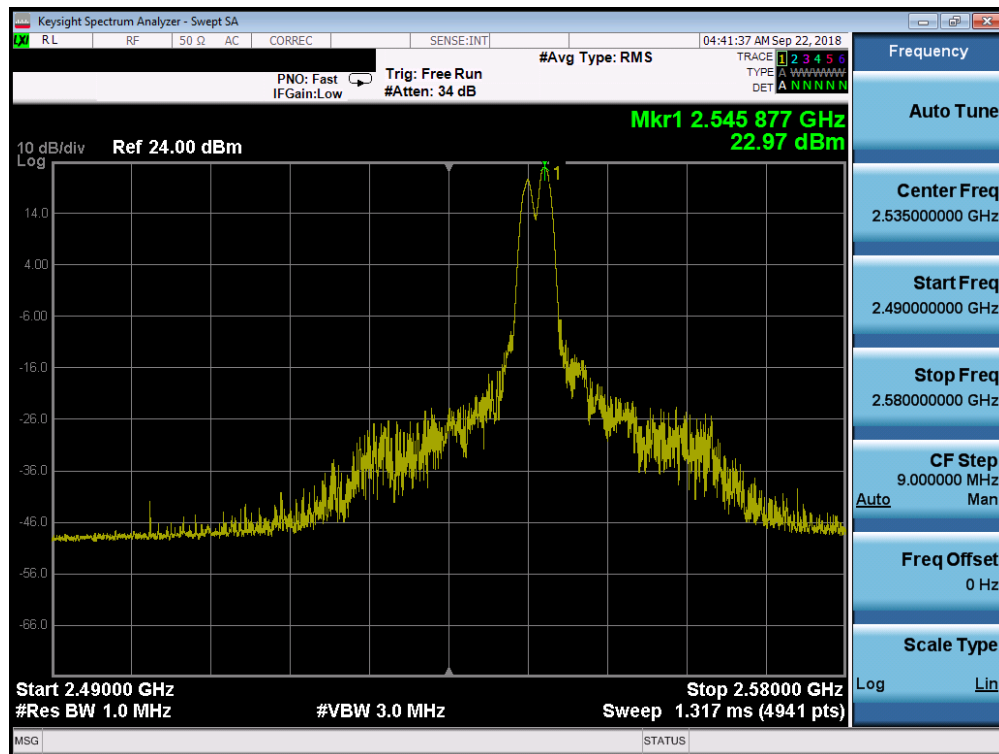 Keysight Spectrum Analyzer - Swept SA
LXI RL RF 50 Ω AC CORREC SENSE:INT 04:41:37 AM Sep 22, 2018
#Avg Type: RMS
TRACE 1 2 3 4 5 6
TYPE A WWWWW
DET A N N N N N
PNO: Fast
IFGain:Low
Trig: Free Run
#Atten: 34 dB
Mkr1 2.545 877 GHz
22.97 dBm
10 dB/div
Log
Ref 24.00 dBm
1
14.0
4.00
-6.00
-16.0
-26.0
-36.0
-46.0
-56.0
-66.0
Start 2.49000 GHz
Stop 2.58000 GHz
#Res BW 1.0 MHz
#VBW 3.0 MHz
Sweep 1.317 ms (4941 pts)
MSG
STATUS
Frequency
Auto Tune
Center Freq
2.535000000 GHz
Start Freq
2.490000000 GHz
Stop Freq
2.580000000 GHz
CF Step
9.000000 MHz
Auto Man
Freq Offset
0 Hz
Scale Type
Log Lin